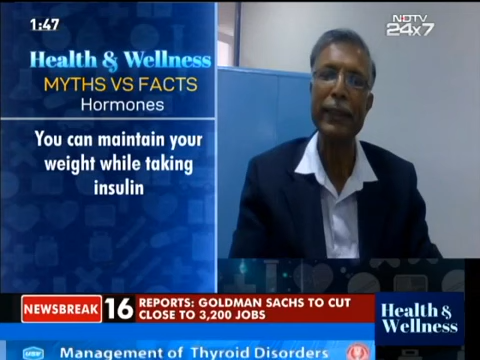 1:47
NDTV
24x7
Health & Wellness
MYTHS VS FACTS
Hormones
You can maintain your
weight while taking
insulin
NEWSBREAK 16 REPORTS: GOLDMAN SACHS TO CUT
CLOSE TO 3,200 JOBS
Health &
Wellness
Management of Thyroid Disorders